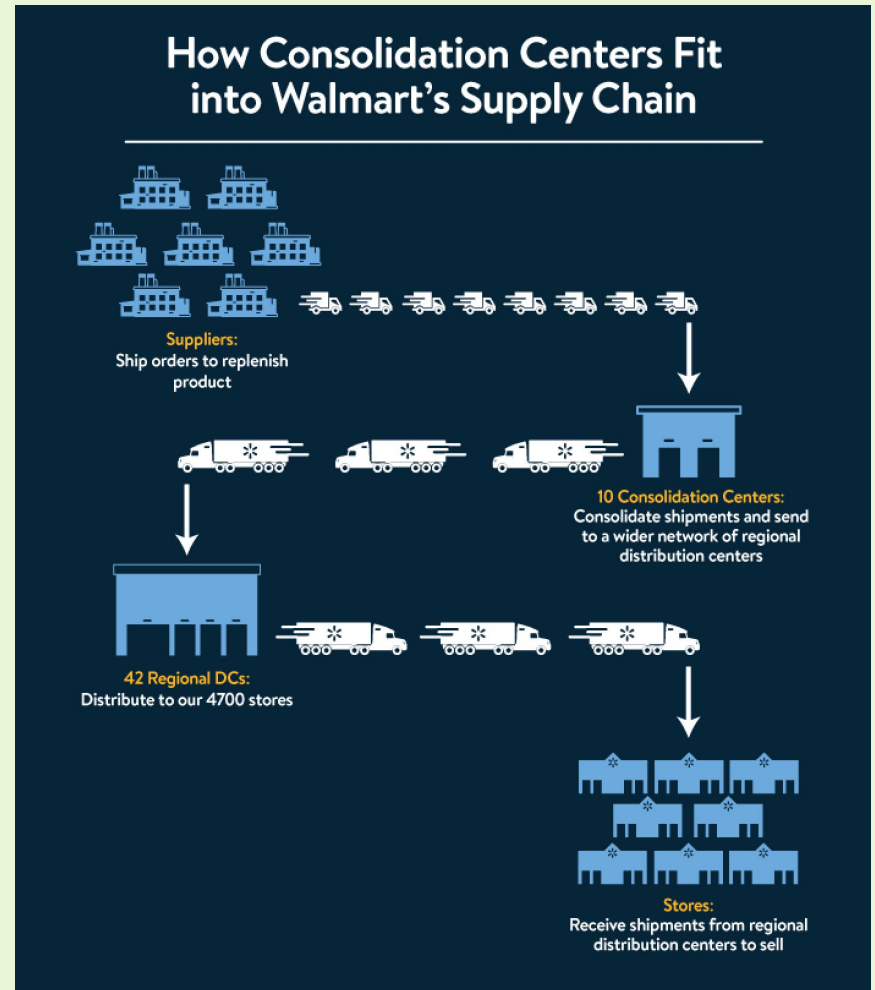 How Consolidation Centers Fit
into Walmart's Supply Chain
Suppliers:
Ship orders to replenish
product
10 Consolidation Centers:
Consolidate shipments and send
to a wider network of regional
distribution centers
42 Regional DCs:
Distribute to our 4700 stores
Stores:
Receive shipments from regional
distribution centers to sell